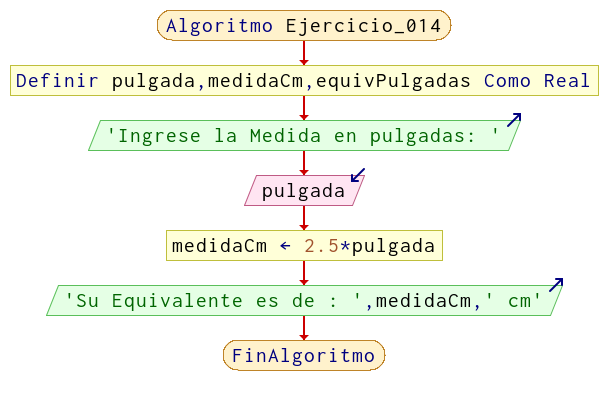 Algoritmo Ejercicio_014
Definir pulgada,medidaCm,equivPulgadas Como Real
'Ingrese la Medida en pulgadas: '
pulgada
medidaCm ← 2.5*pulgada
'Su Equivalente es de : ',medidaCm,' cm'
FinAlgoritmo